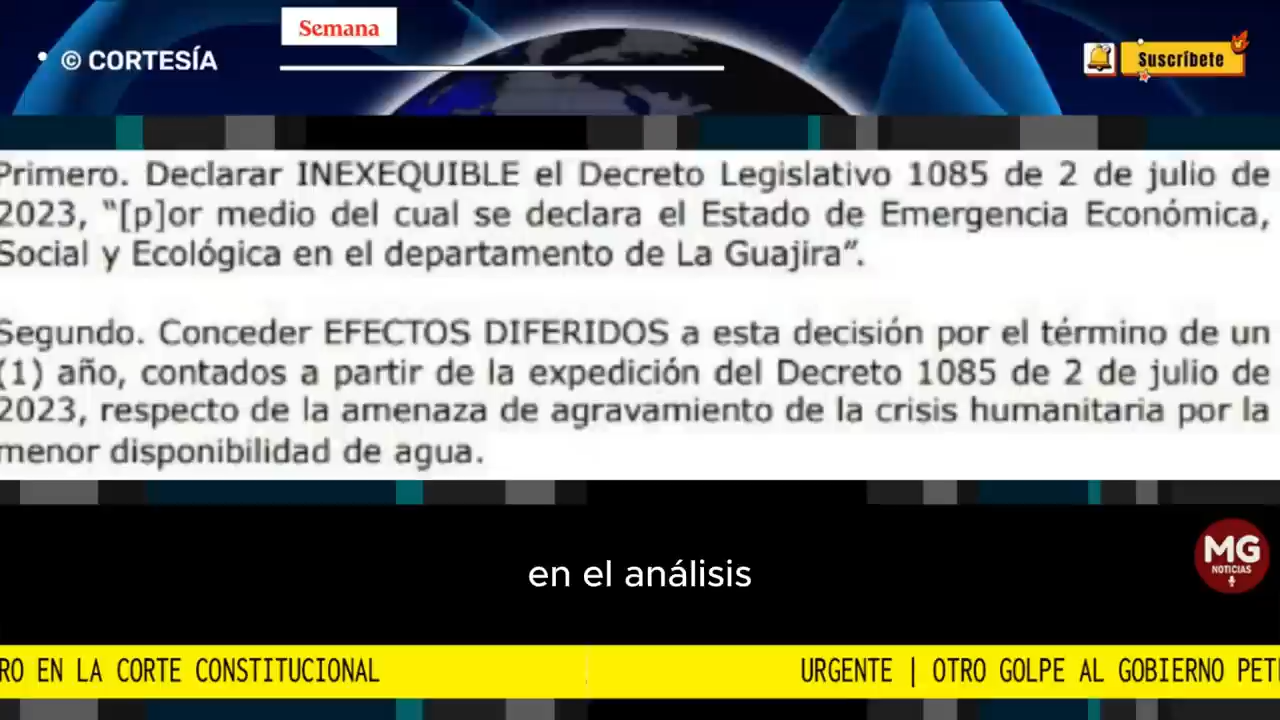 Semana
© CORTESÍA
Suscríbete
Primero. Declarar INEXEQUIBLE el Decreto Legislativo 1085 de 2 de julio de
2023, “[p]or medio del cual se declara el Estado de Emergencia Económica,
Social y Ecológica en el departamento de La Guajira”.
Segundo. Conceder EFECTOS DIFERIDOS a esta decisión por el término de un
(1) año, contados a partir de la expedición del Decreto 1085 de 2 de julio de
2023, respecto de la amenaza de agravamiento de la crisis humanitaria por la
menor disponibilidad de agua.
MG
NOTICIAS
en el análisis
RO EN LA CORTE CONSTITUCIONAL URGENTE | OTRO GOLPE AL GOBIERNO PET